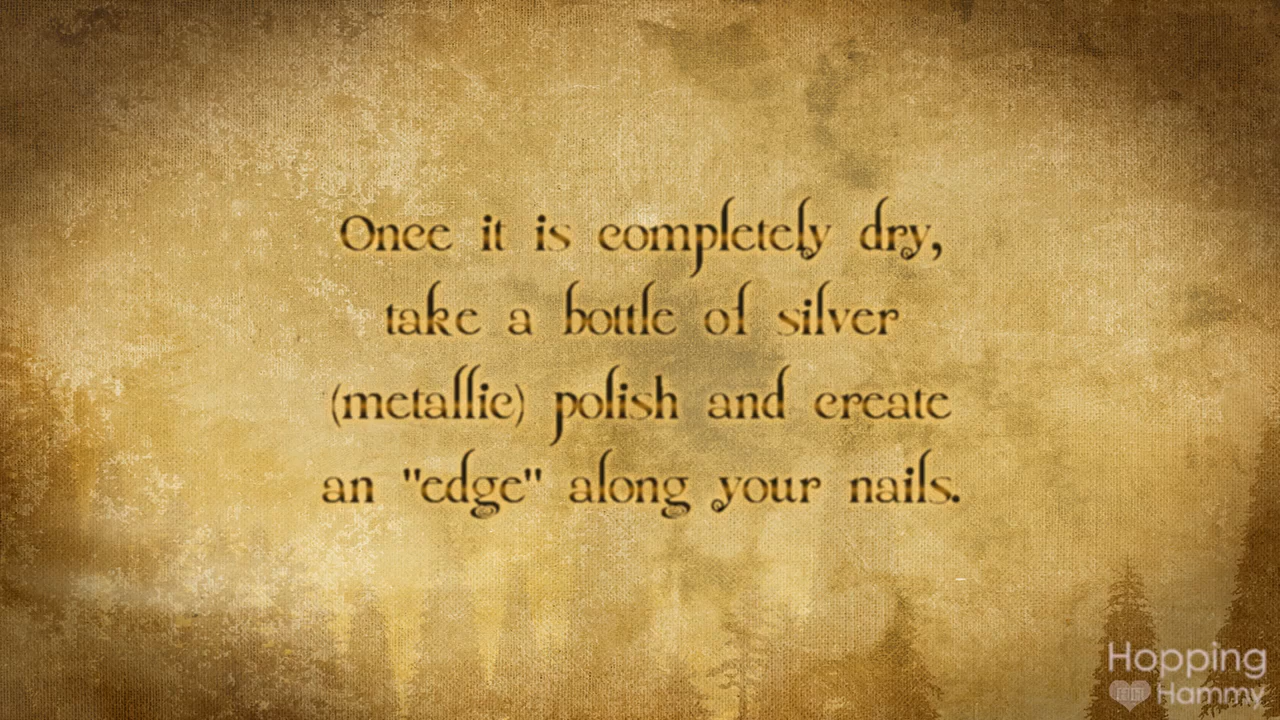 Once it is completely dry,
take a bottle of silver
(metallic) polish and create
an "edge" along your nails.
Hopping
Hammy